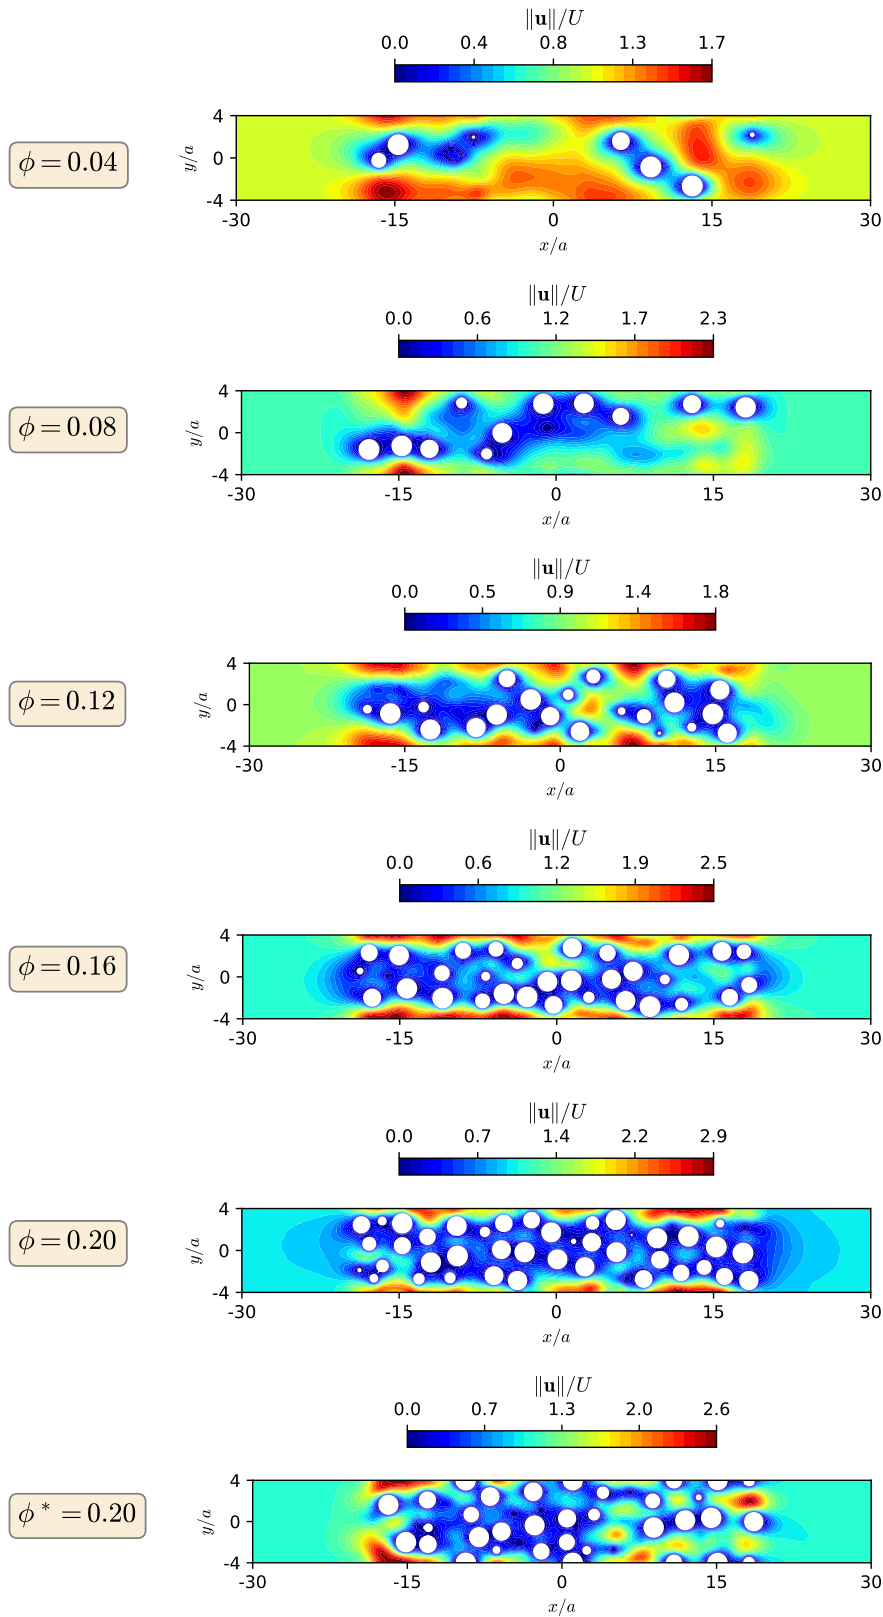 ‖u‖/U
0.0 0.4 0.8 1.3 1.7
ϕ = 0.04
y/a
4
0
-4
-30 -15 0 15 30
x/a
‖u‖/U
0.0 0.6 1.2 1.7 2.3
ϕ = 0.08
y/a
4
0
-4
-30 -15 0 15 30
x/a
‖u‖/U
0.0 0.5 0.9 1.4 1.8
ϕ = 0.12
y/a
4
0
-4
-30 -15 0 15 30
x/a
‖u‖/U
0.0 0.6 1.2 1.9 2.5
ϕ = 0.16
y/a
4
0
-4
-30 -15 0 15 30
x/a
‖u‖/U
0.0 0.7 1.4 2.2 2.9
ϕ = 0.20
y/a
4
0
-4
-30 -15 0 15 30
x/a
‖u‖/U
0.0 0.7 1.3 2.0 2.6
ϕ* = 0.20
y/a
4
0
-4
-30 -15 0 15 30
x/a